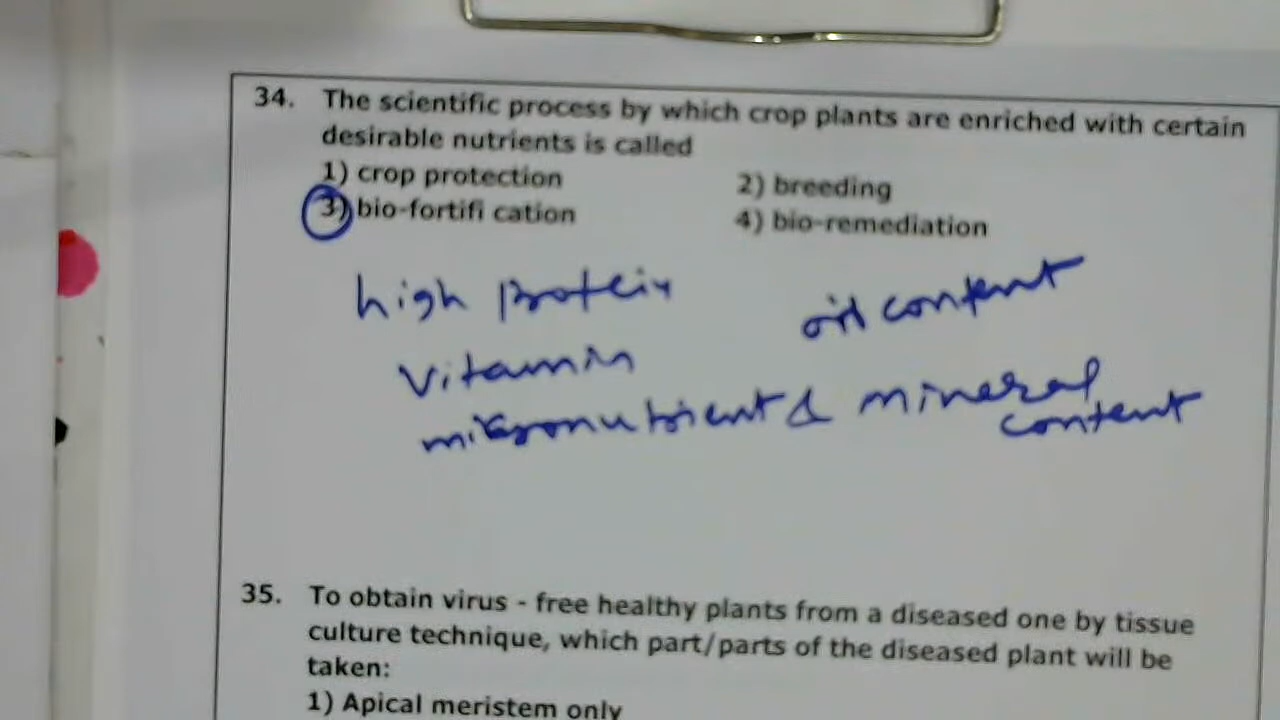 34. The scientific process by which crop plants are enriched with certain
desirable nutrients is called
1) crop protection 2) breeding
3) bio-fortifi cation 4) bio-remediation
high protein oil content
vitamin
micronutrient & mineral
content
35. To obtain virus - free healthy plants from a diseased one by tissue
culture technique, which part/parts of the diseased plant will be
taken:
1) Apical meristem only